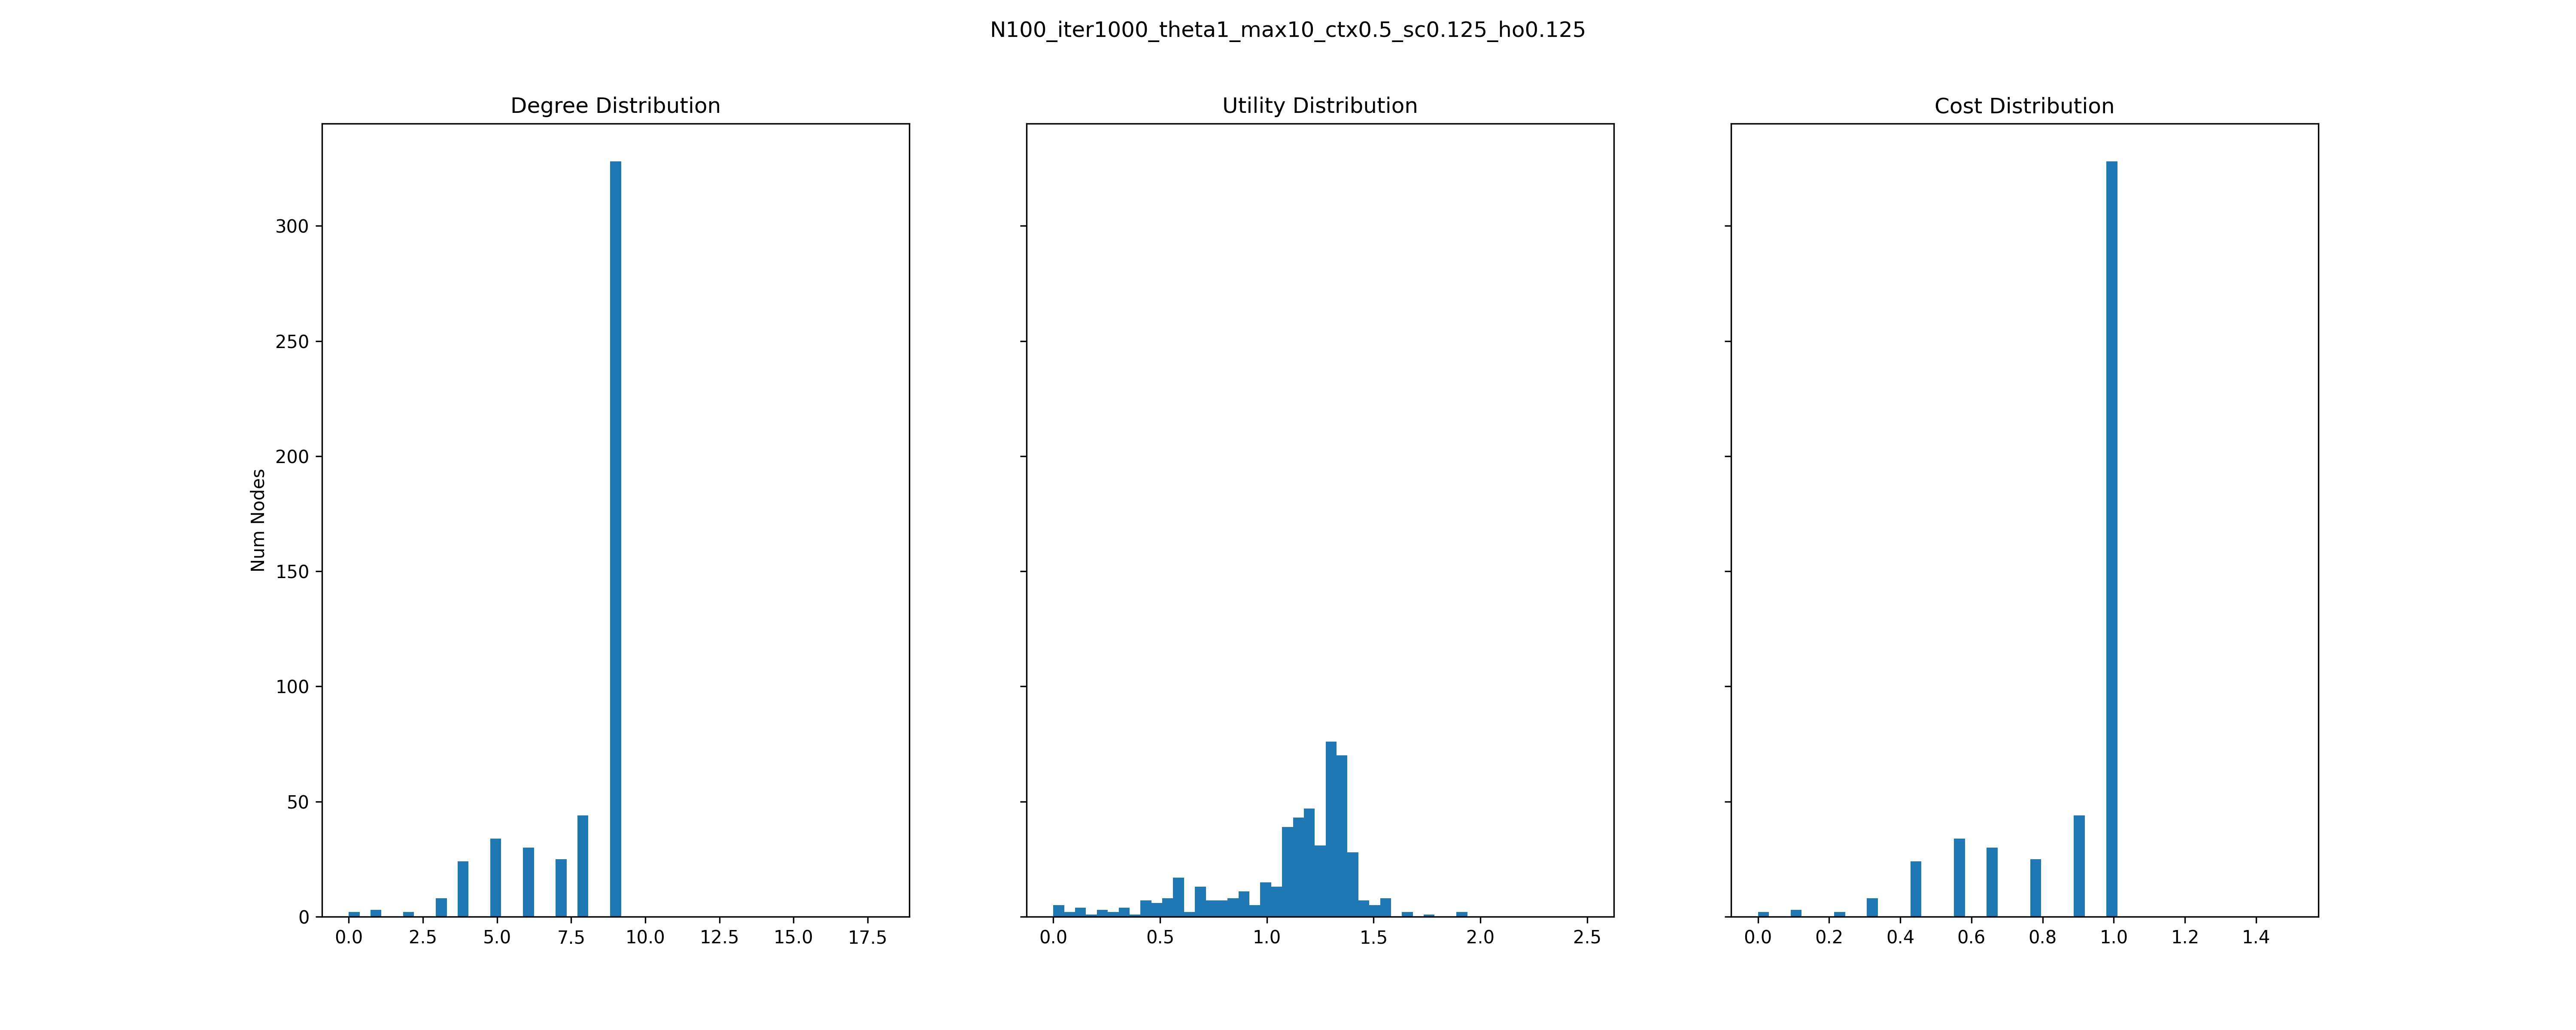 N100_iter1000_theta1_max10_ctx0.5_sc0.125_ho0.125
Degree Distribution
Utility Distribution
Cost Distribution
Num Nodes
300
250
200
150
100
50
0
0.0 2.5 5.0 7.5 10.0 12.5 15.0 17.5
0.0 0.5 1.0 1.5 2.0 2.5
0.0 0.2 0.4 0.6 0.8 1.0 1.2 1.4